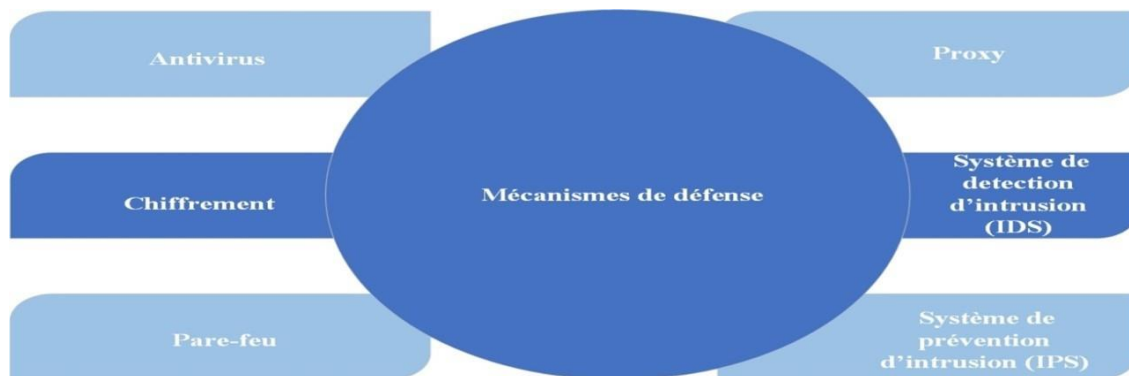 Antivirus
Proxy
Chiffrement
Mécanismes de défense
Système de
detection
d’intrusion
(IDS)
Pare-feu
Système de
prévention
d’intrusion (IPS)